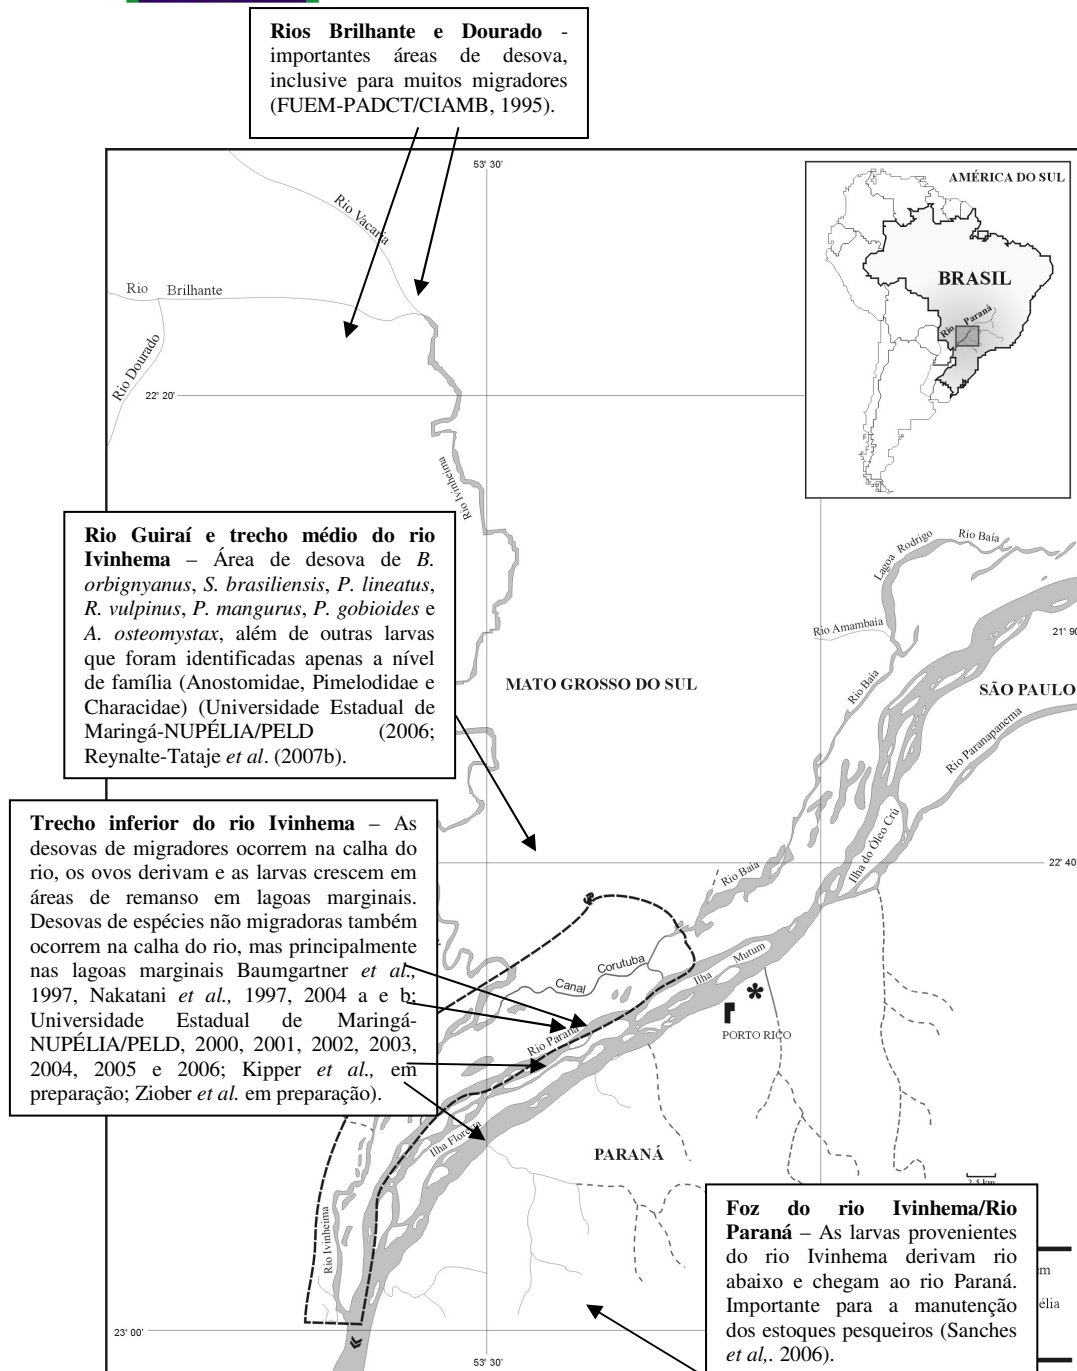 Rios Brilhante e Dourado -
importantes áreas de desova,
inclusive para muitos migradores
(FUEM-PADCT/CIAMB, 1995).
53° 30'
AMÉRICA DO SUL
BRASIL
Rio Paraná
Rio Vacaria
Rio Brilhante
Rio Dourado
22° 20'
Rio Ivinheima
Rio Guiraí e trecho médio do rio
Ivinhema – Área de desova de B.
orbignyanus, S. brasiliensis, P. lineatus,
R. vulpinus, P. mangurus, P. gobioides e
A. osteomystax, além de outras larvas
que foram identificadas apenas a nível
de família (Anostomidae, Pimelodidae e
Characidae) (Universidade Estadual de
Maringá-NUPÉLIA/PELD (2006;
Reynalte-Tataje et al. (2007b).
Lagoa Rodrigo
Rio Baía
Rio Amambaia
21° 90
MATO GROSSO DO SUL
Rio Baía
SÃO PAULO
Rio Paranapanema
Trecho inferior do rio Ivinhema – As
desovas de migradores ocorrem na calha do
rio, os ovos derivam e as larvas crescem em
áreas de remanso em lagoas marginais.
Desovas de espécies não migradoras também
ocorrem na calha do rio, mas principalmente
nas lagoas marginais Baumgartner et al.,
1997, Nakatani et al., 1997, 2004 a e b;
Universidade Estadual de Maringá-
NUPÉLIA/PELD, 2000, 2001, 2002, 2003,
2004, 2005 e 2006; Kipper et al., em
preparação; Ziober et al. em preparação).
Ilha do Óleo Crú
22° 40
Rio Baía
Canal Corutuba
Ilha Mutum
PORTO RICO
Rio Paraná
Ilha Floresta
PARANÁ
2,5 km
Rio Ivinheima
Foz do rio Ivinhema/Rio
Paraná – As larvas provenientes
do rio Ivinhema derivam rio
abaixo e chegam ao rio Paraná.
Importante para a manutenção
dos estoques pesqueiros (Sanches
et al,. 2006).
em
élia
23° 00'
53° 30'